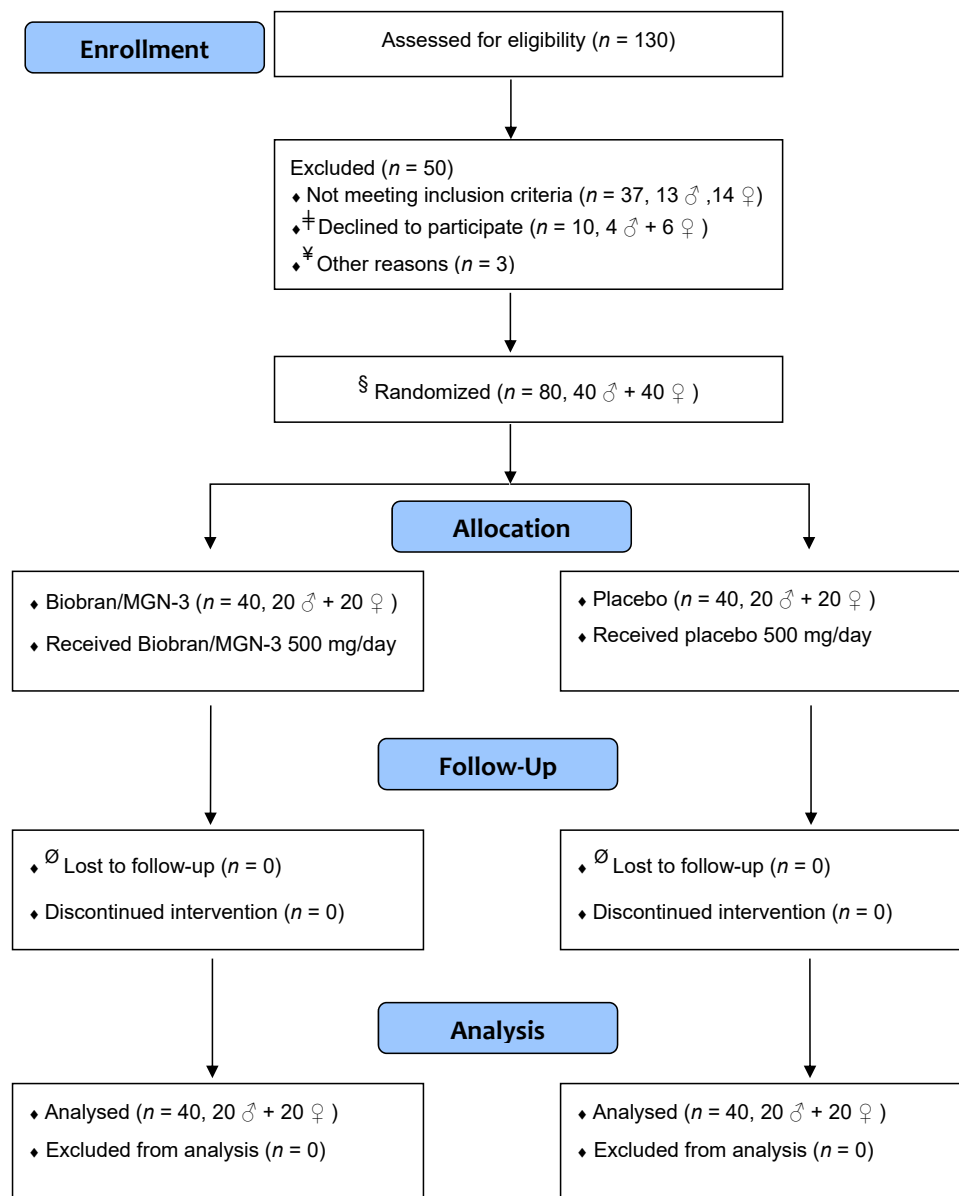 Enrollment
Assessed for eligibility (n = 130)
Excluded (n = 50)
♦ Not meeting inclusion criteria (n = 37, 13 ♂ ,14 ♀)
♦ ǂ Declined to participate (n = 10, 4 ♂ + 6 ♀ )
♦ ¥ Other reasons (n = 3)
§ Randomized (n = 80, 40 ♂ + 40 ♀ )
Allocation
♦ Biobran/MGN-3 (n = 40, 20 ♂ + 20 ♀ )
♦ Received Biobran/MGN-3 500 mg/day
♦ Placebo (n = 40, 20 ♂ + 20 ♀ )
♦ Received placebo 500 mg/day
Follow-Up
♦ Ø Lost to follow-up (n = 0)
♦ Discontinued intervention (n = 0)
♦ Ø Lost to follow-up (n = 0)
♦ Discontinued intervention (n = 0)
Analysis
♦ Analysed (n = 40, 20 ♂ + 20 ♀ )
♦ Excluded from analysis (n = 0)
♦ Analysed (n = 40, 20 ♂ + 20 ♀ )
♦ Excluded from analysis (n = 0)